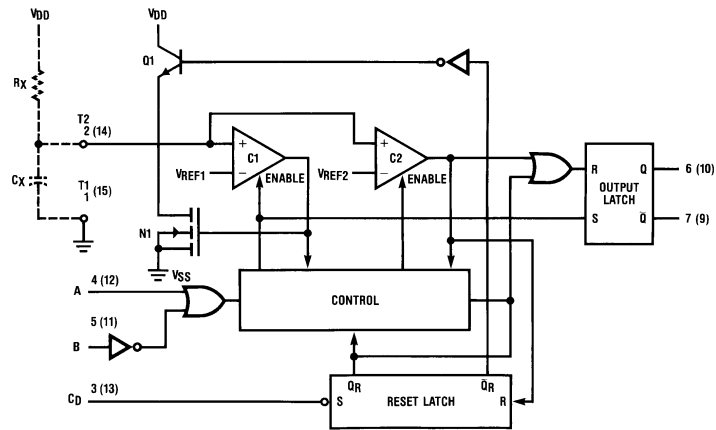 VDD
VDD
Q1
RX
T2
2 (14)
+
C1
−
VREF1
ENABLE
+
C2
−
VREF2
ENABLE
R
Q
6 (10)
OUTPUT
LATCH
S
Q̄
7 (9)
CX
T1
1 (15)
N1
VSS
A
4 (12)
CONTROL
5 (11)
B
3 (13)
CD
QR
Q̄R
S
RESET LATCH
R